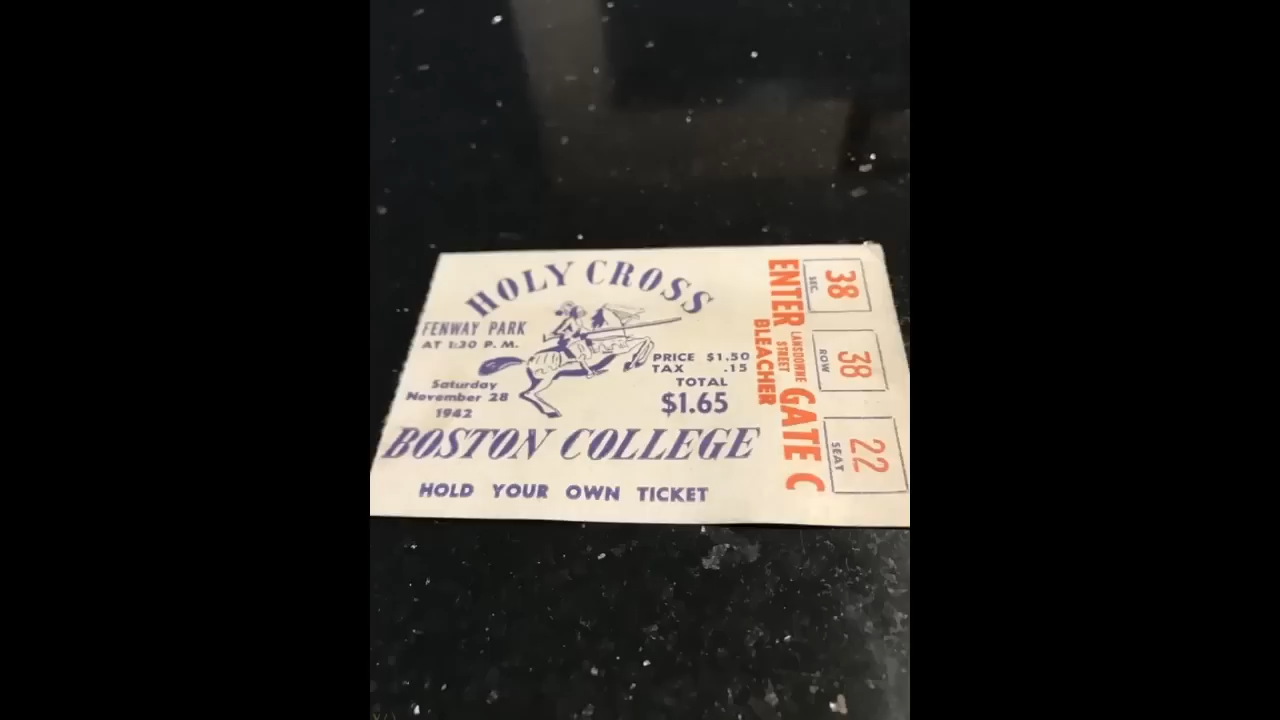 HOLY CROSS
FENWAY PARK
AT 1:30 P. M.
PRICE $1.50
TAX .15
TOTAL
$1.65
Saturday
November 28
1942
BOSTON COLLEGE
HOLD YOUR OWN TICKET
ENTER LANSDOWNE STREET GATE C
BLEACHER
38
SEC.
38
ROW
22
SEAT